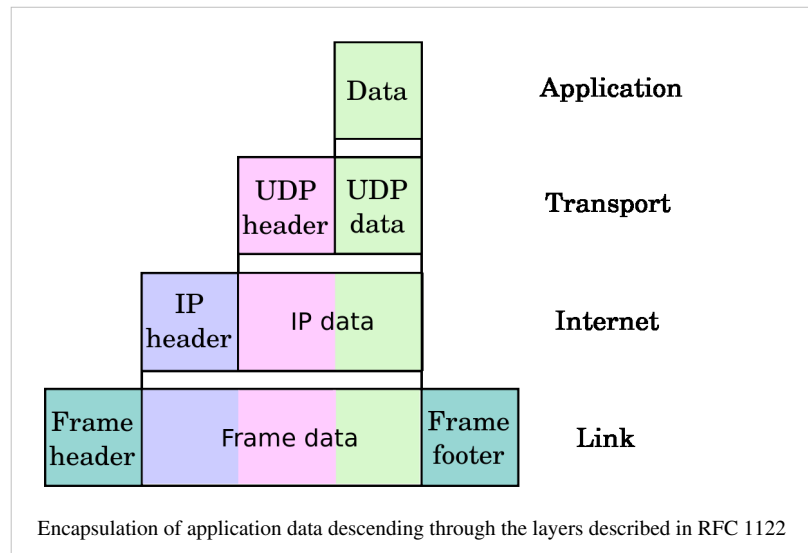 Data
Application
UDP
header
UDP
data
Transport
IP
header
IP data
Internet
Frame
header
Frame data
Frame
footer
Link
Encapsulation of application data descending through the layers described in RFC 1122